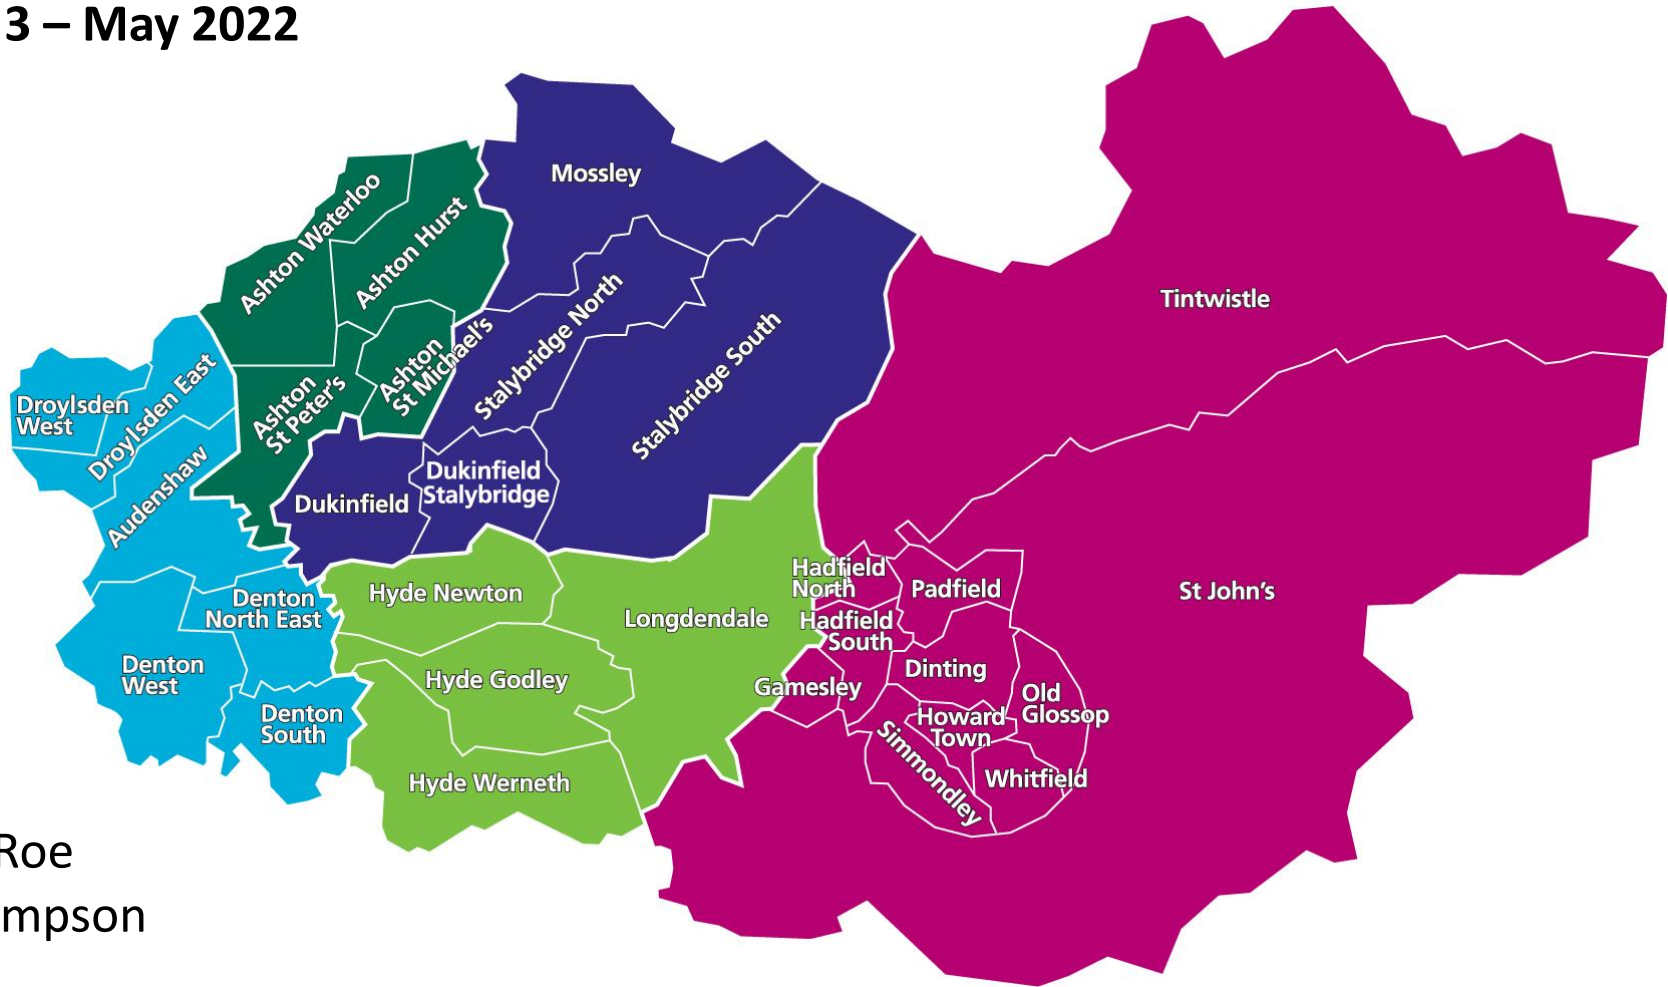 3 – May 2022
Mossley
Ashton Waterloo
Ashton Hurst
Tintwistle
Stalybridge North
Stalybridge South
Ashton
St Michael's
Droylsden
West
Droylsden East
Ashton
St Peter's
Audenshaw
Dukinfield
Dukinfield
Stalybridge
Hyde Newton
Longdendale
Hadfield
North
Padfield
St John's
Denton
North East
Hadfield
South
Denton
West
Hyde Godley
Gamesley
Dinting
Old
Glossop
Denton
South
Howard
Town
Simmondley
Whitfield
Hyde Werneth
Roe
mpson